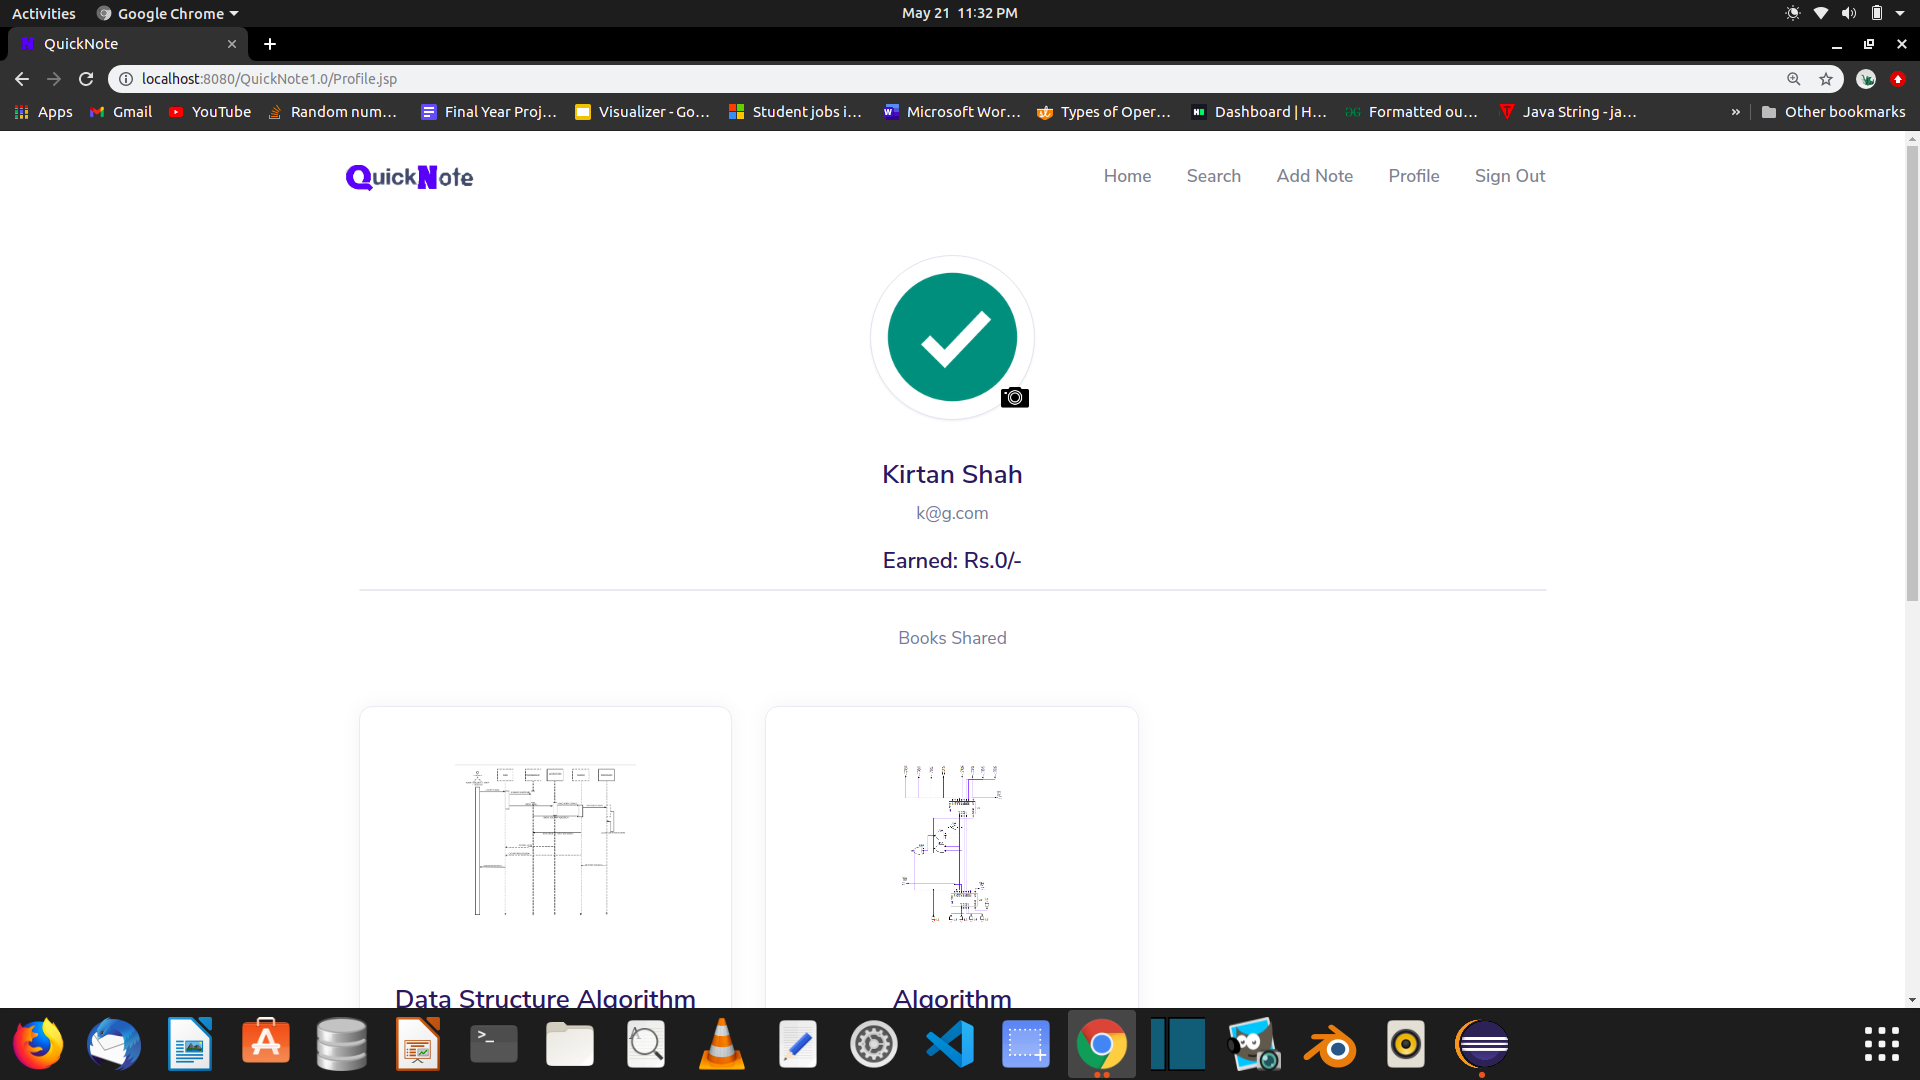 Activities Google Chrome May 21 11:32 PM
QuickNote
localhost:8080/QuickNote1.0/Profile.jsp
Apps Gmail YouTube Random num... Final Year Proj... Visualizer - Go... Student jobs i... Microsoft Wor... Types of Oper... Dashboard | H... Formatted ou... Java String - ja... » Other bookmarks
QuickNote Home Search Add Note Profile Sign Out
Kirtan Shah
k@g.com
Earned: Rs.0/-
Books Shared
Data Structure Algorithm Algorithm